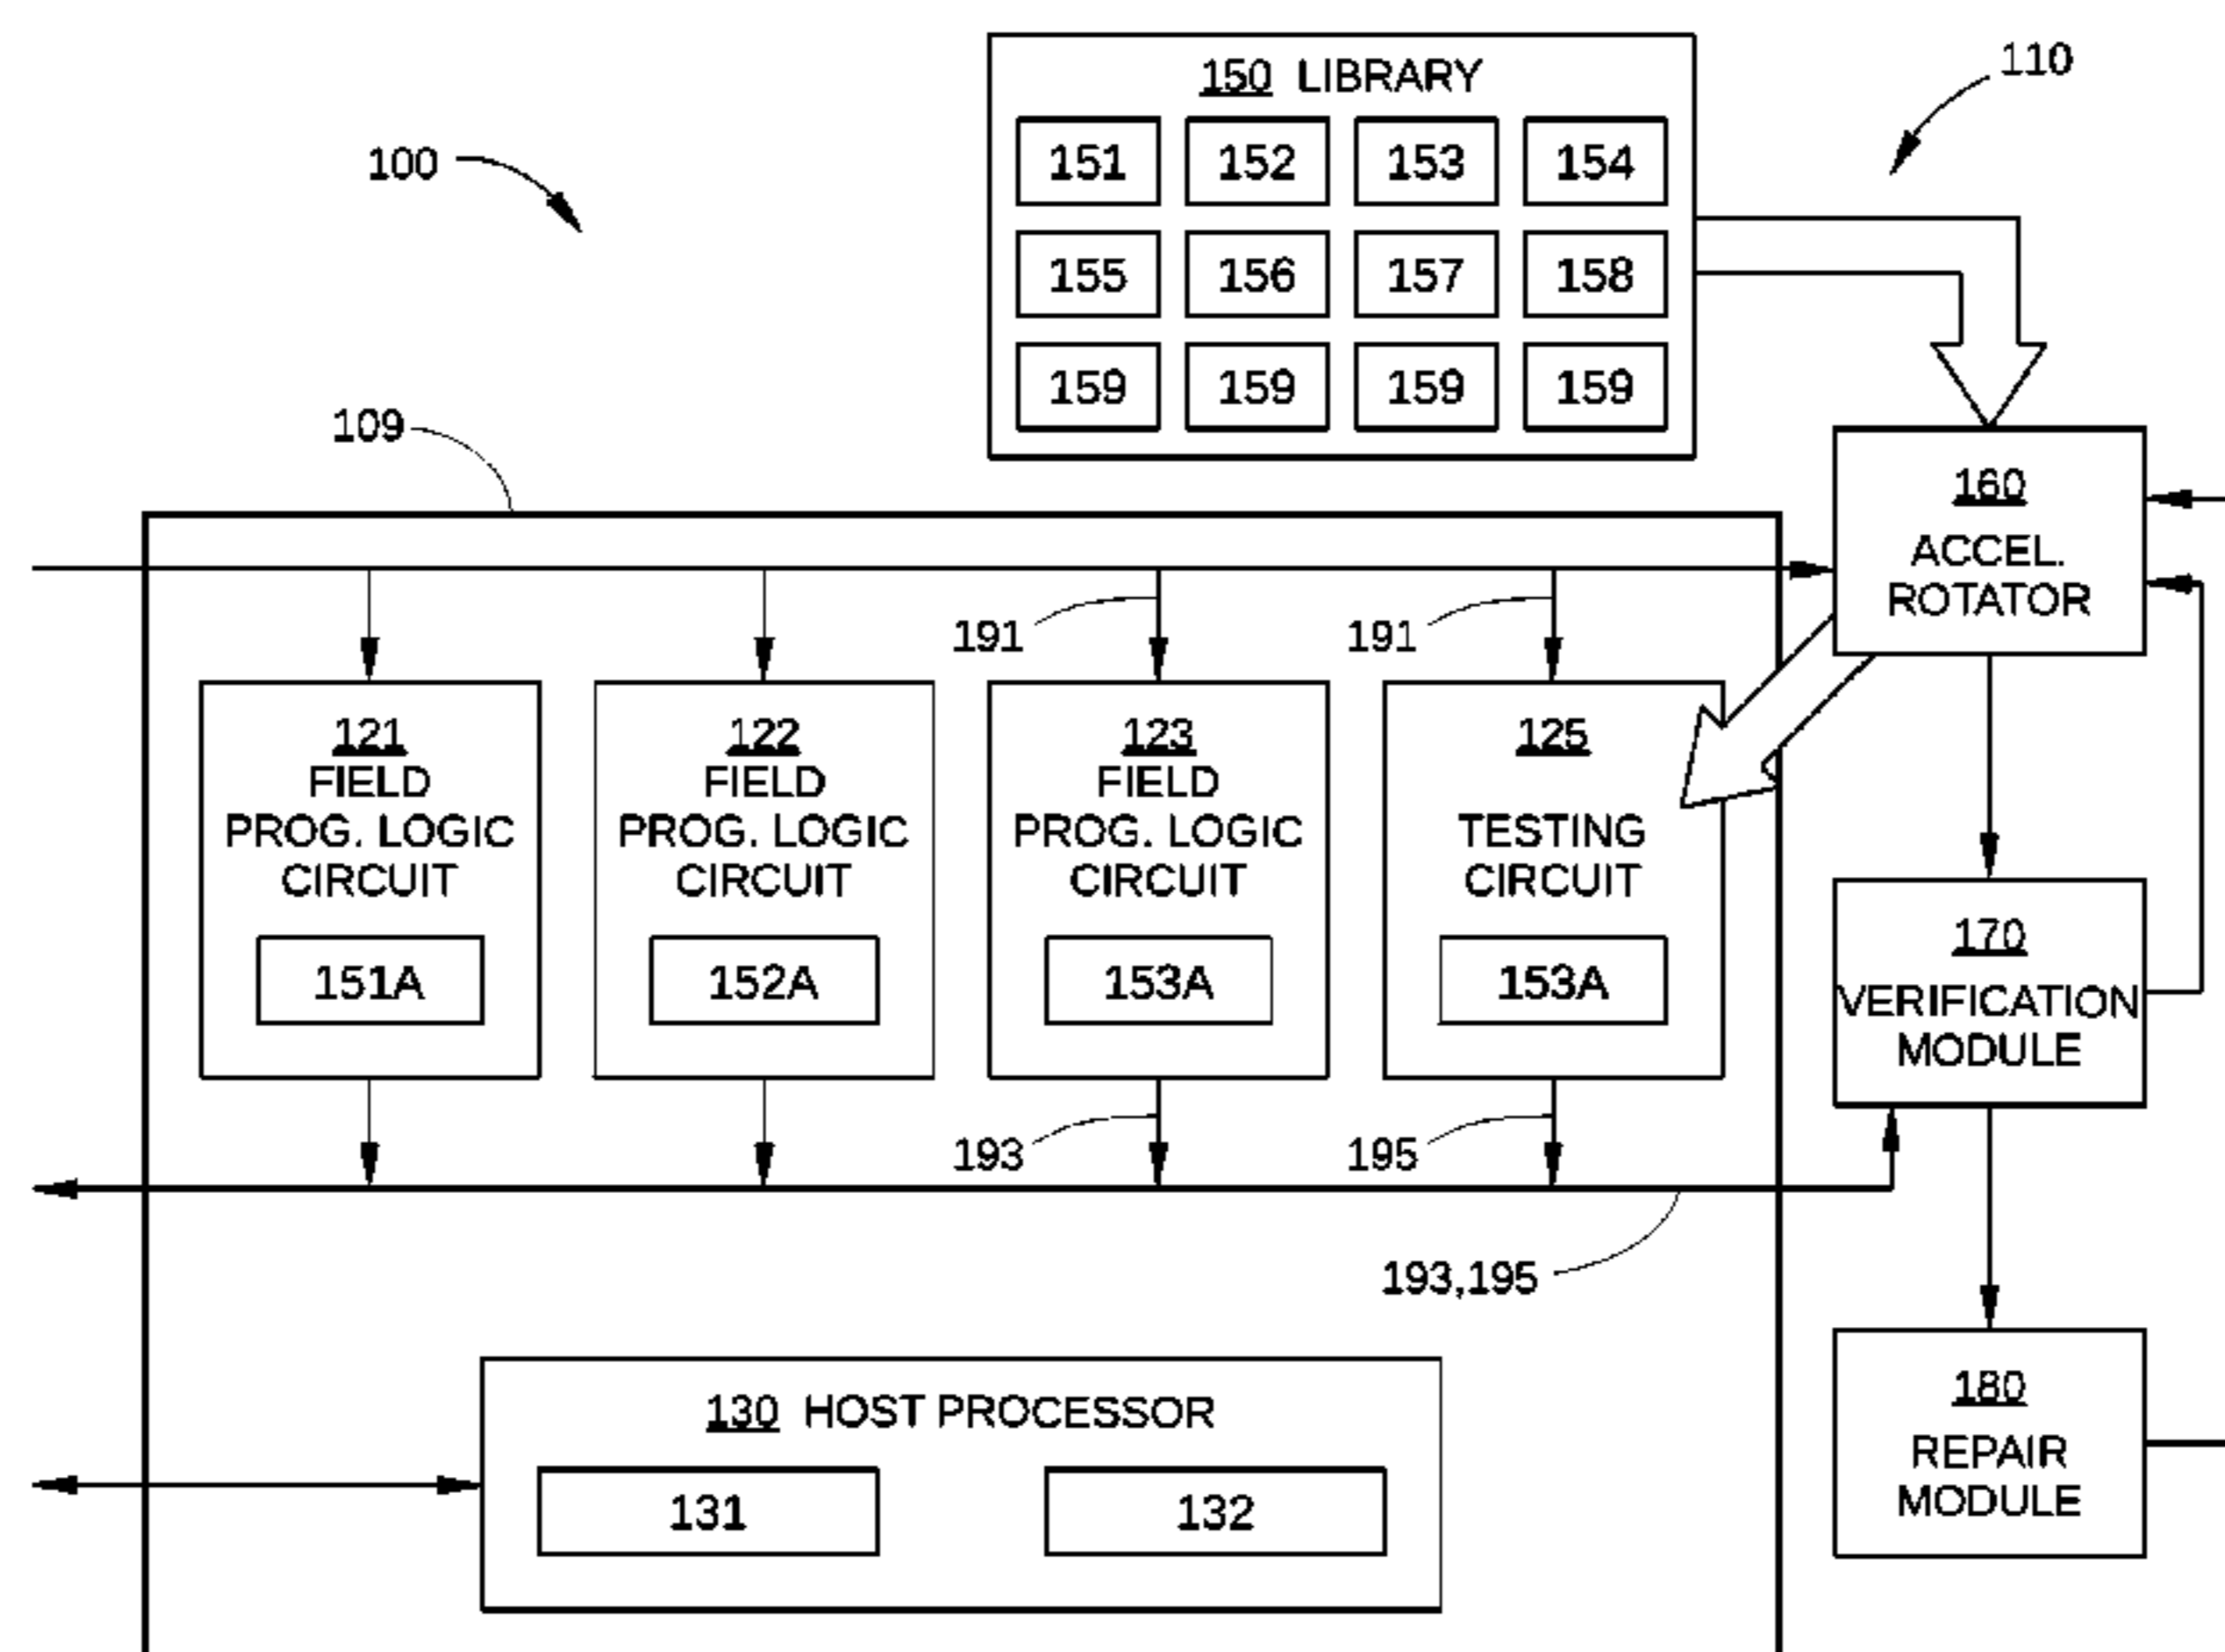 150 LIBRARY
110
100
151 152 153 154
155 156 157 158
159 159 159 159
109
160
ACCEL.
ROTATOR
191
191
121
FIELD
PROG. LOGIC
CIRCUIT
151A
122
FIELD
PROG. LOGIC
CIRCUIT
152A
123
FIELD
PROG. LOGIC
CIRCUIT
153A
125
TESTING
CIRCUIT
153A
170
VERIFICATION
MODULE
193
195
193,195
130 HOST PROCESSOR
131
132
180
REPAIR
MODULE